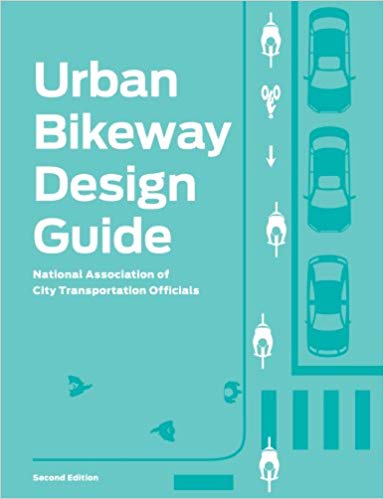 Urban
Bikeway
Design
Guide
National Association of
City Transportation Officials
Second Edition